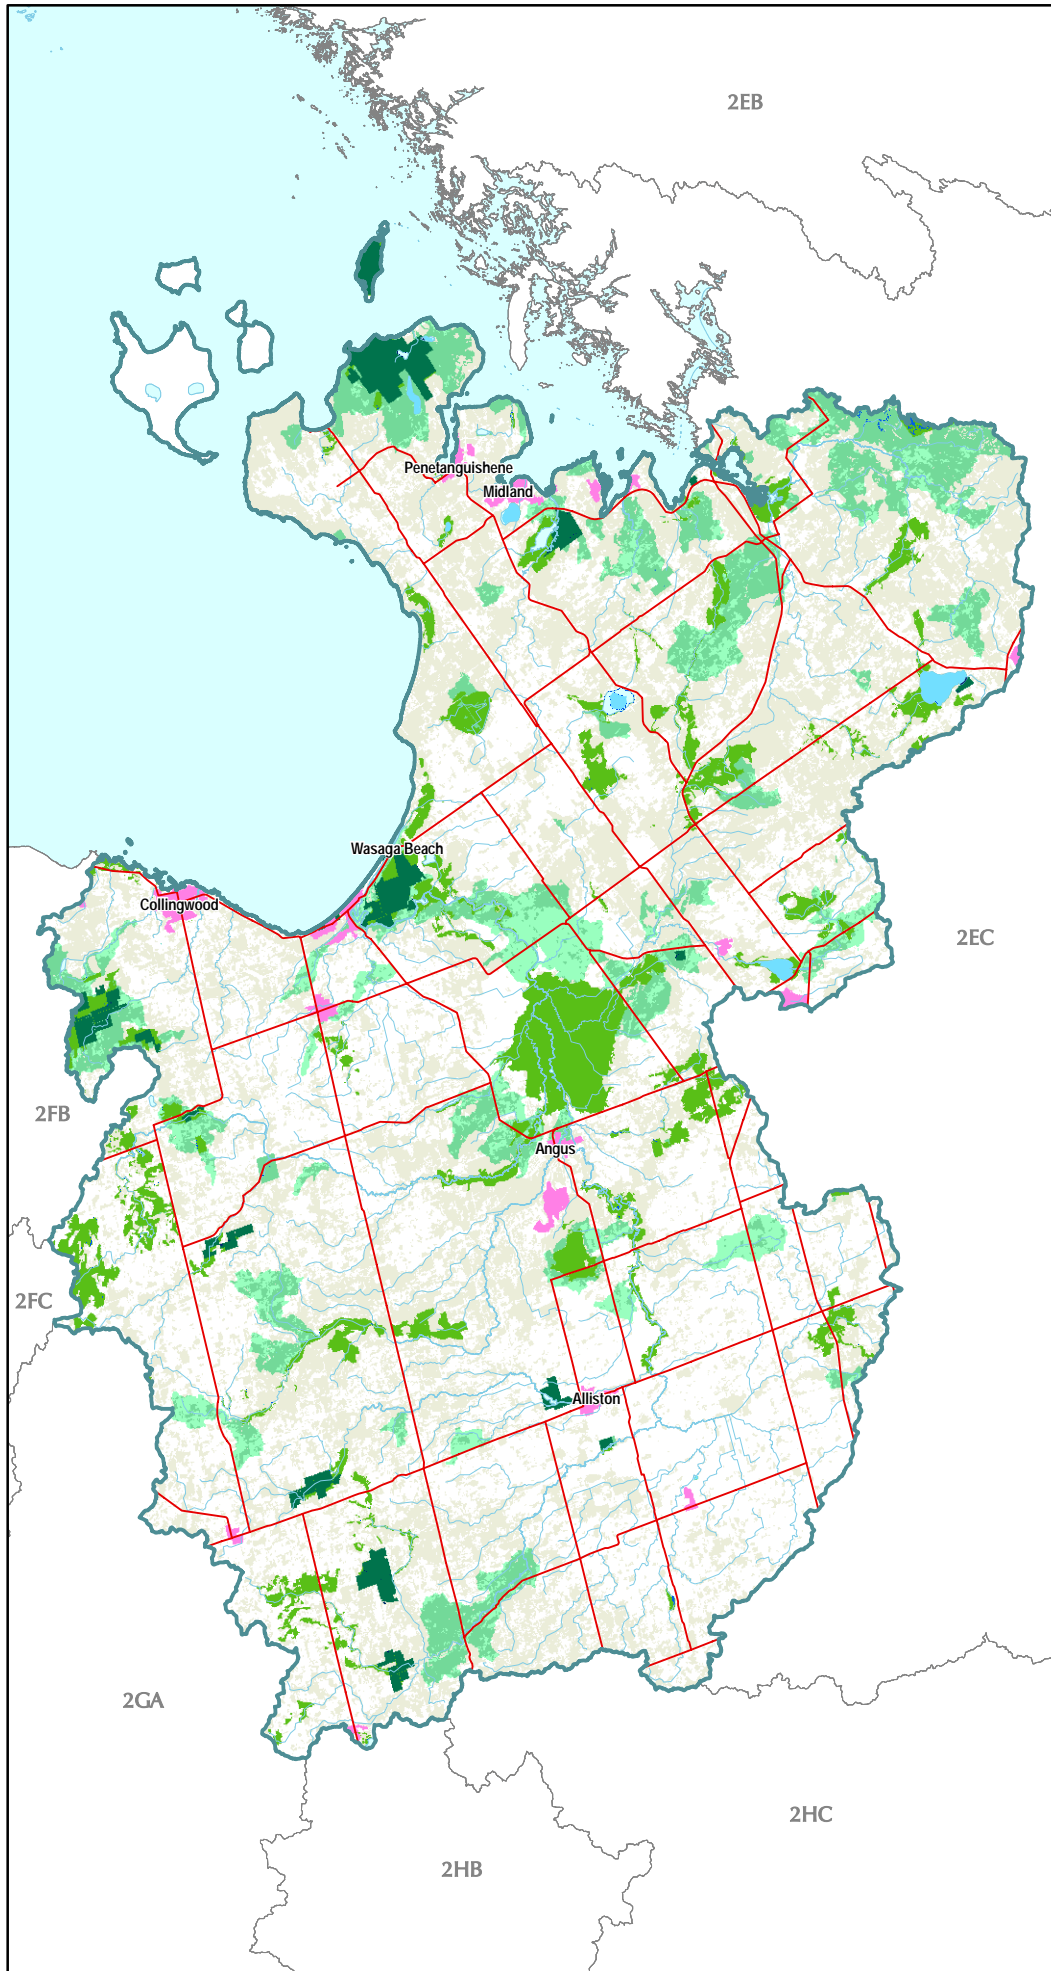 2EB
Penetanguishene
Midland
Wasaga Beach
Collingwood
2EC
2FB
Angus
2FC
Alliston
2GA
2HC
2HB